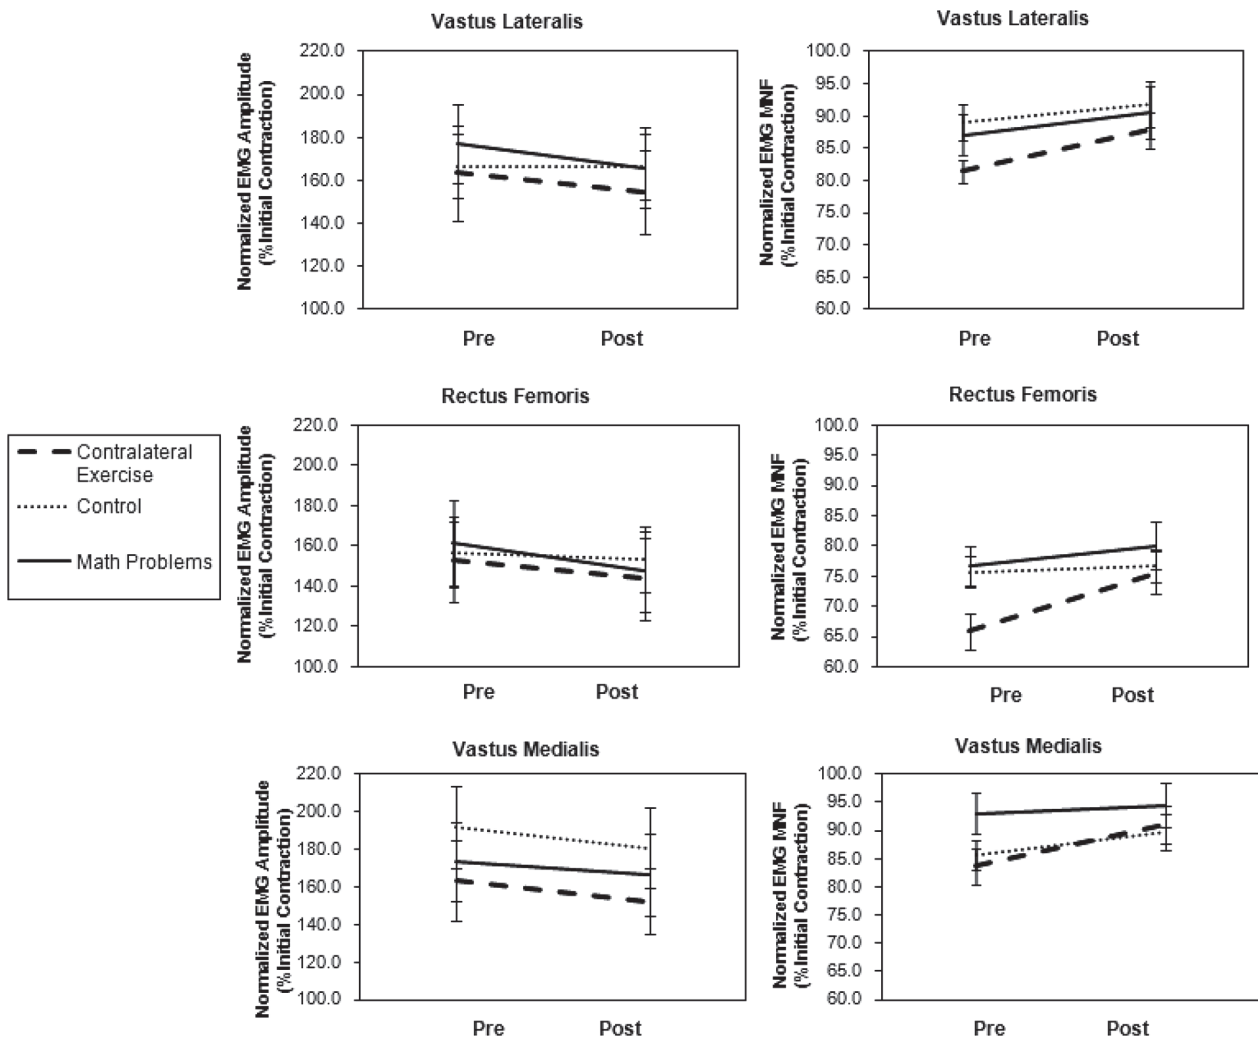 Vastus Lateralis
Normalized EMG Amplitude
(%Initial Contraction)
220.0
200.0
180.0
160.0
140.0
120.0
100.0
Pre
Post
Vastus Lateralis
Normalized EMG MNF
(%Initial Contraction)
100.0
95.0
90.0
85.0
80.0
75.0
70.0
65.0
60.0
Pre
Post
Contralateral
Exercise
Control
Math Problems
Rectus Femoris
Normalized EMG Amplitude
(%Initial Contraction)
220.0
200.0
180.0
160.0
140.0
120.0
100.0
Pre
Post
Rectus Femoris
Normalized EMG MNF
(%Initial Contraction)
100.0
95.0
90.0
85.0
80.0
75.0
70.0
65.0
60.0
Pre
Post
Vastus Medialis
Normalized EMG Amplitude
(%Initial Contraction)
220.0
200.0
180.0
160.0
140.0
120.0
100.0
Pre
Post
Vastus Medialis
Normalized EMG MNF
(%Initial Contraction)
100.0
95.0
90.0
85.0
80.0
75.0
70.0
65.0
60.0
Pre
Post